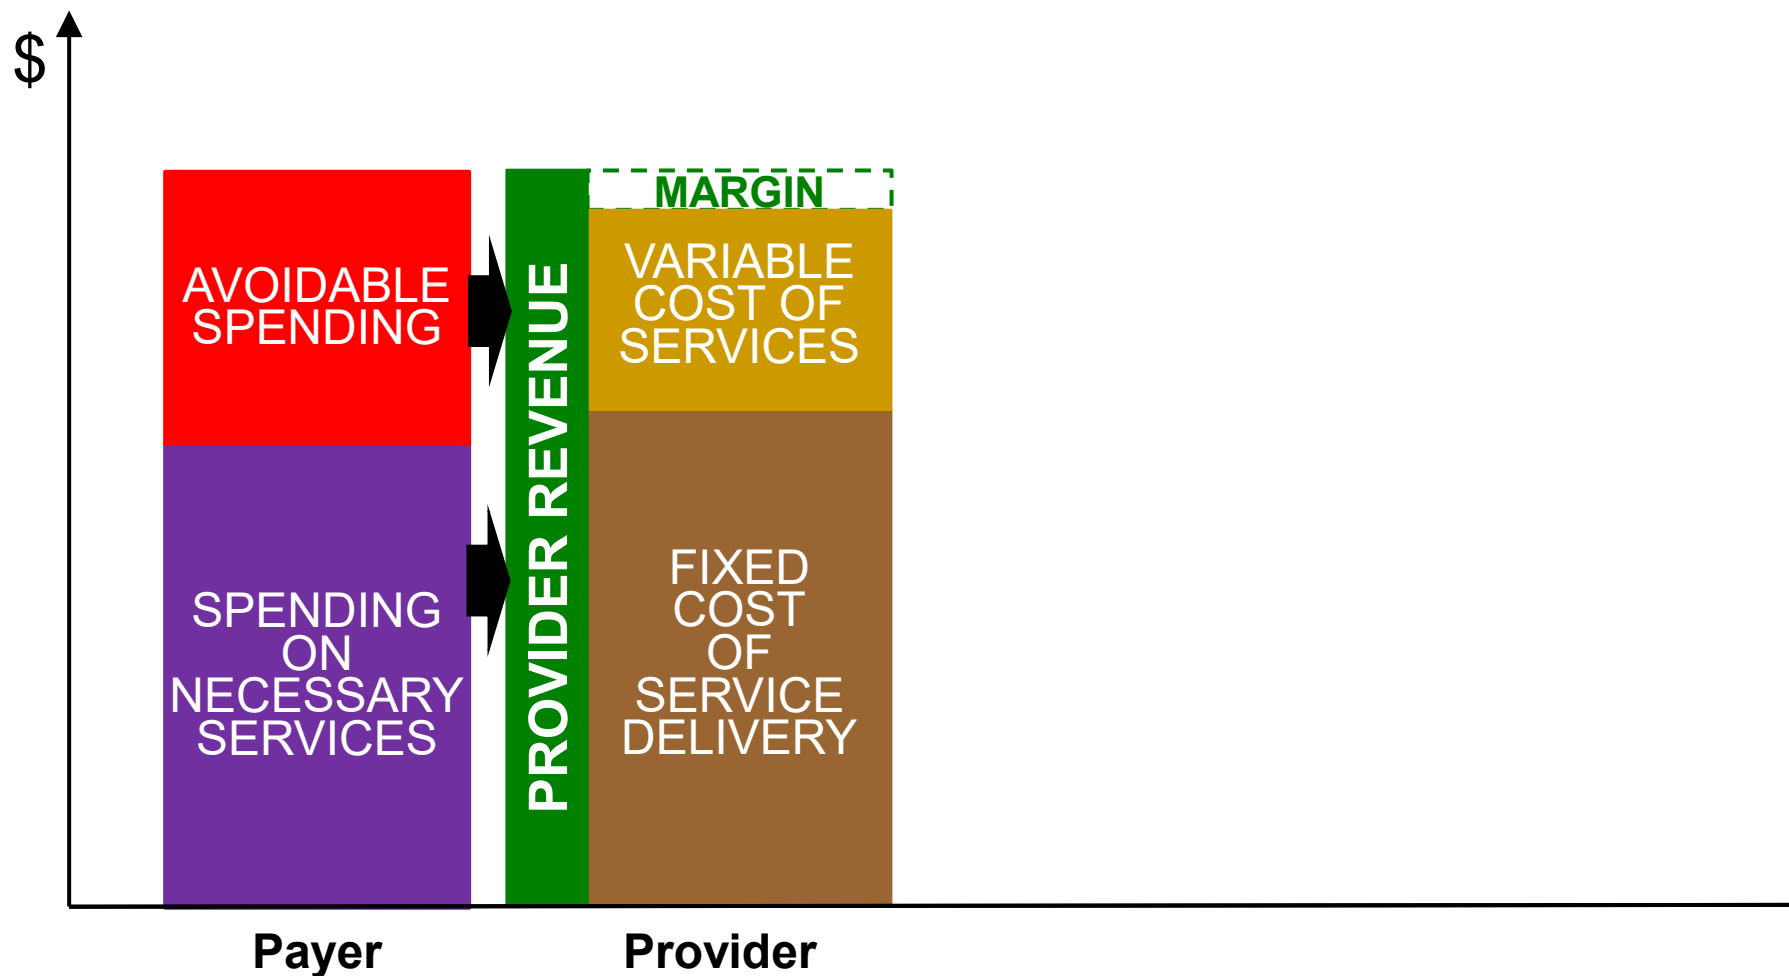 $
AVOIDABLE
SPENDING
SPENDING
ON
NECESSARY
SERVICES
PROVIDER REVENUE
MARGIN
VARIABLE
COST OF
SERVICES
FIXED
COST
OF
SERVICE
DELIVERY
Payer
Provider